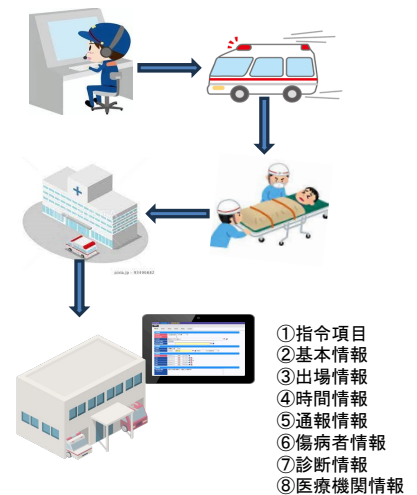 ①指令項目
②基本情報
③出場情報
④時間情報
⑤通報情報
⑥傷病者情報
⑦診断情報
⑧医療機関情報